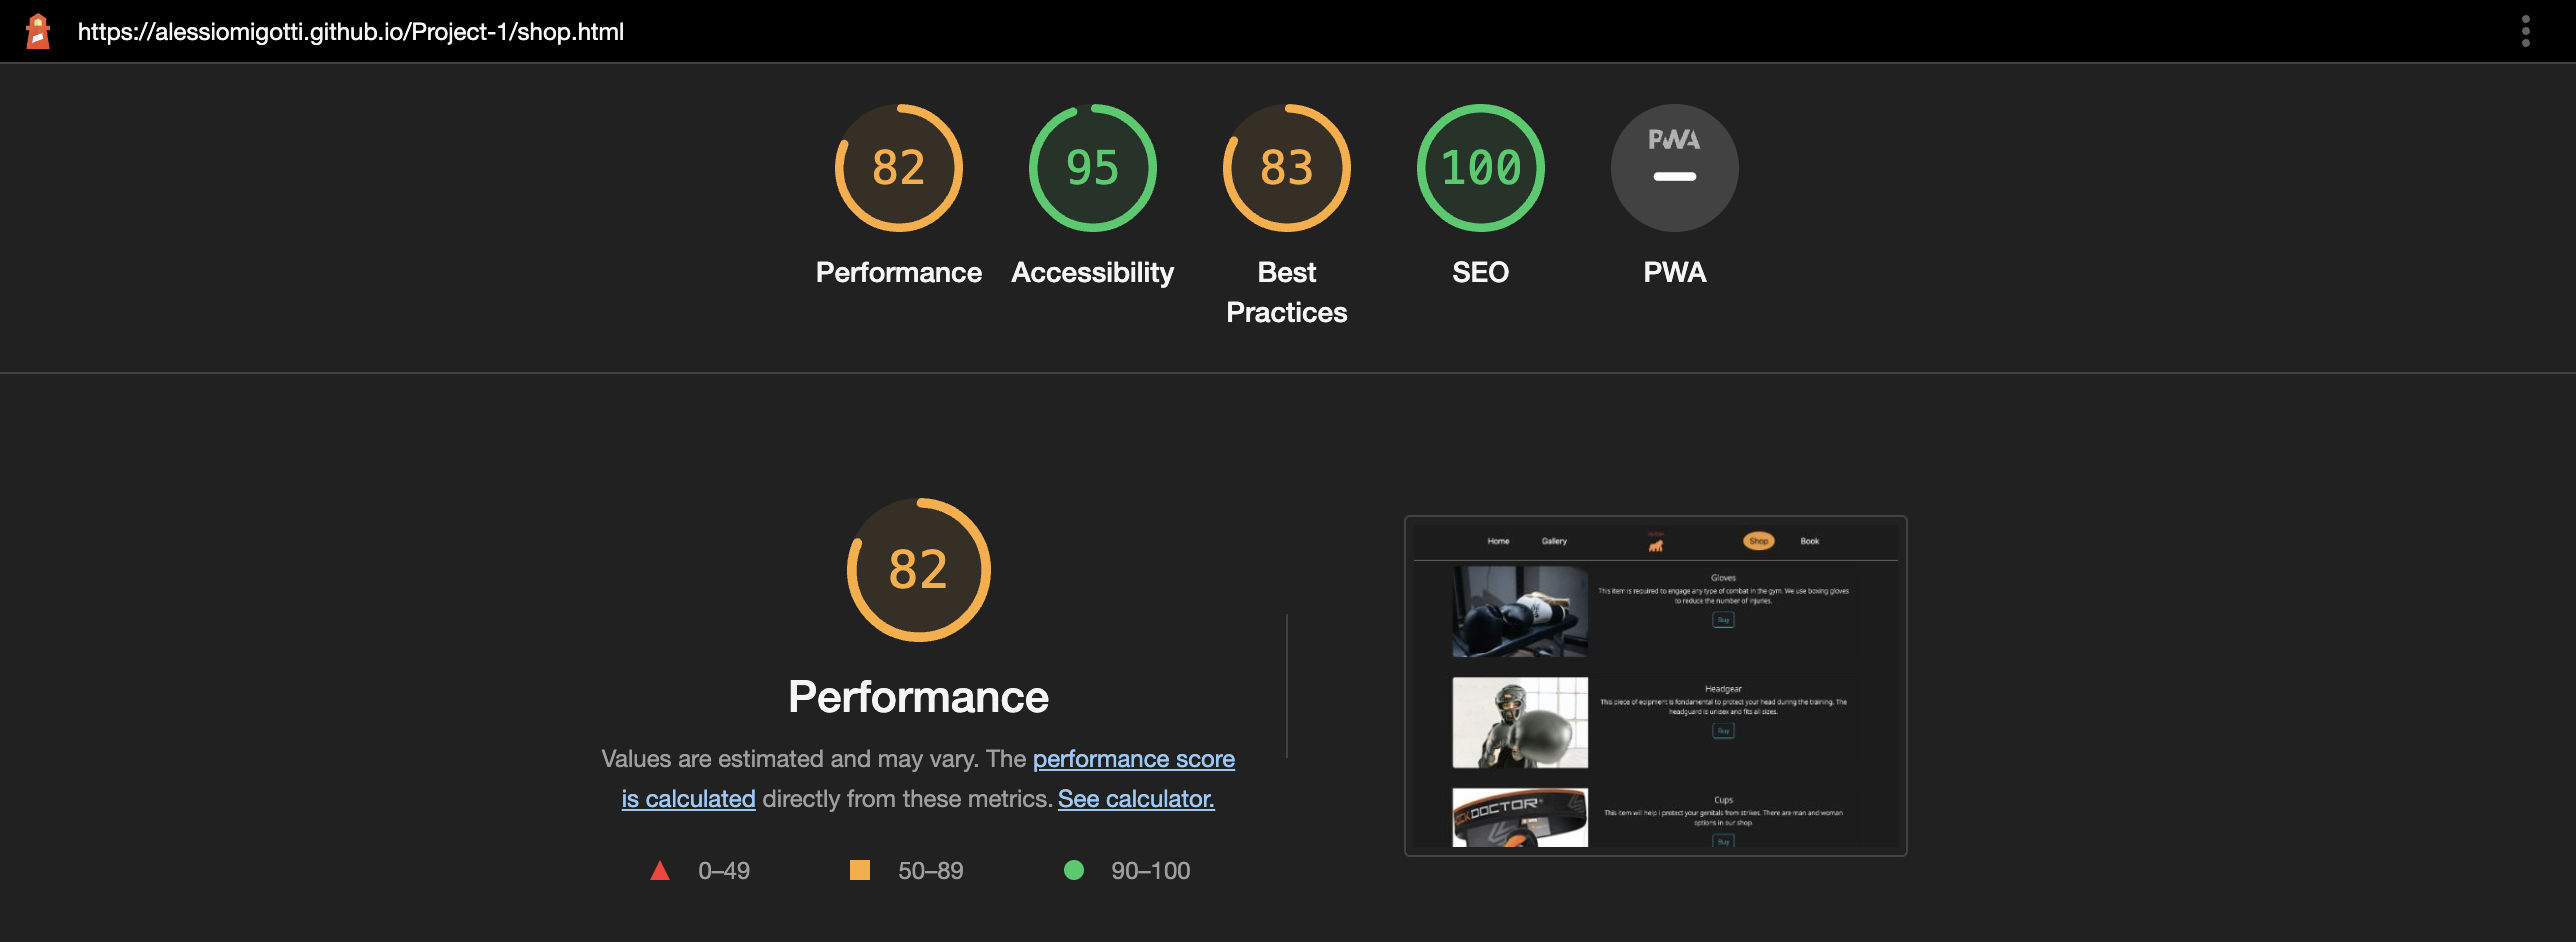 https://alessiomigotti.github.io/Project-1/shop.html
82
95
83
100
PWA
Performance
Accessibility
Best
Practices
SEO
PWA
82
Performance
Values are estimated and may vary. The performance score
is calculated directly from these metrics. See calculator.
0–49
50–89
90–100
Home
Gallery
Shop
Book
Gloves
This item is required to engage any type of combat in the gym. We use boxing gloves
to reduce the number of injuries.
Buy
Headgear
This piece of eqipment is fondamental to protect your head during the training. The
headguard is unisex and fits all sizes.
Buy
DOCTOR
Cups
This item will help i protect your genitals from strikes. There are man and woman
options in our shop.
Buy